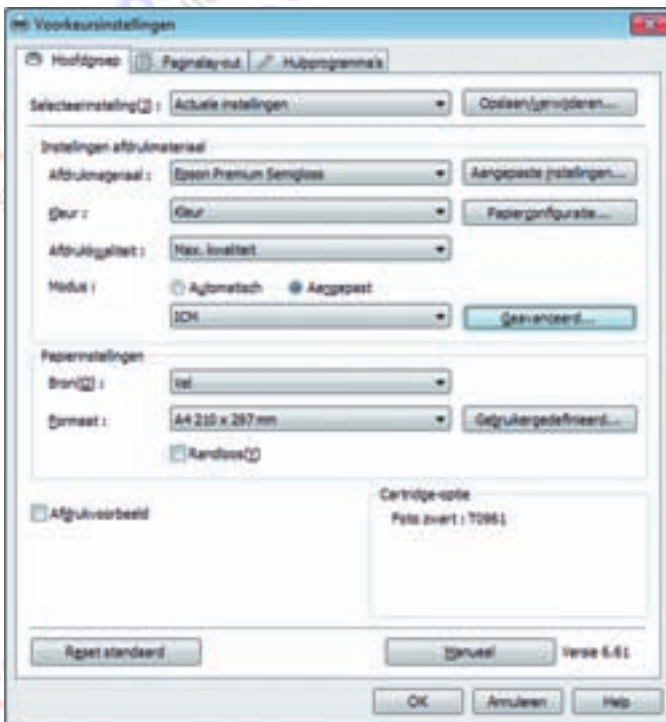 Voorkeursinstellingen
Hoofdgroep Paginalay-out Hulpprogramma's
Selecteerinstelling(J) : Actuele instellingen Opslaan/verwijderen...
Instellingen afdrukmateriaal
Afdrukmateriaal : Epson Premium Semigloss Aangepaste instellingen...
Kleur : Kleur Papierconfiguratie...
Afdrukkwaliteit : Max. kwaliteit
Modus : Automatisch Aangepast
ICM Geavanceerd...
Papierinstellingen
Bron(O) : Vel
Formaat : A4 210 x 297 mm Gebruikergedefinieerd...
Randloos(Y)
Afdrukvoorbeeld
Cartridge-optie
Foto zwart : T0961
Reset standaard Manueel Versie 6.61
OK Annuleren Help